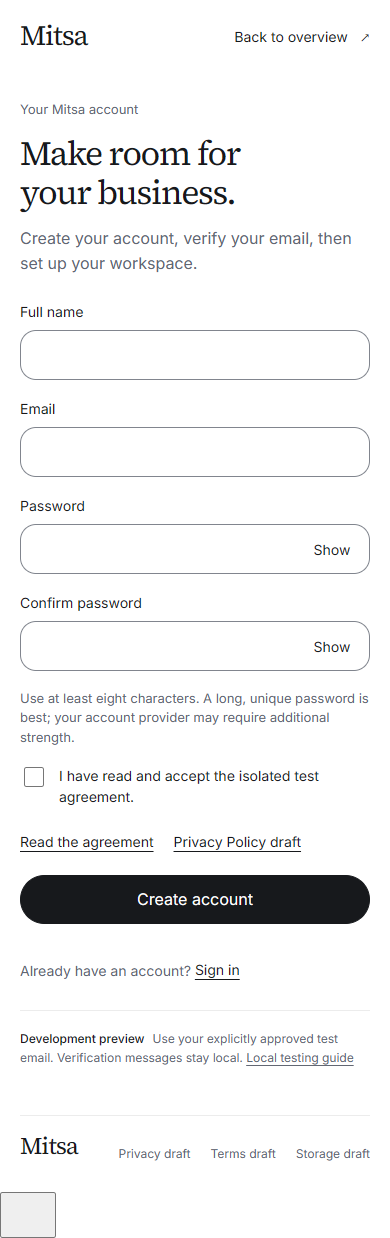 Mitsa
Back to overview ↗
Your Mitsa account
Make room for
your business.
Create your account, verify your email, then
set up your workspace.
Full name
Email
Password
Show
Confirm password
Show
Use at least eight characters. A long, unique password is
best; your account provider may require additional
strength.
I have read and accept the isolated test
agreement.
Read the agreement Privacy Policy draft
Create account
Already have an account? Sign in
Development preview Use your explicitly approved test
email. Verification messages stay local. Local testing guide
Mitsa
Privacy draft Terms draft Storage draft